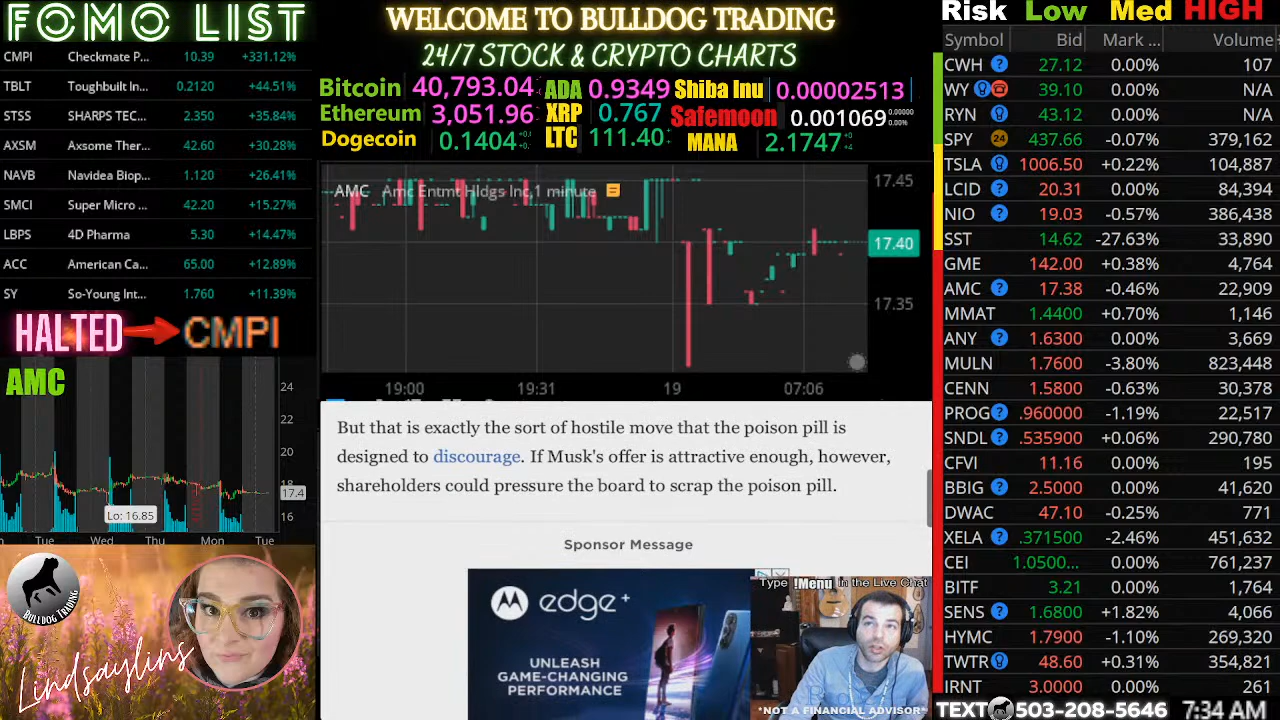 FOMO LIST
CMPI Checkmate P... 10.39 +331.12%
TBLT Toughbuilt In... 0.2120 +44.51%
STSS SHARPS TEC... 2.350 +35.84%
AXSM Axsome Ther... 42.60 +30.28%
NAVB Navidea Biop... 1.120 +26.41%
SMCI Super Micro ... 42.20 +15.27%
LBPS 4D Pharma 5.30 +14.47%
ACC American Ca... 65.00 +12.89%
SY So-Young Int... 1.760 +11.39%
HALTED CMPI
AMC
24
22
20
18
17.4
16
Lo: 16.85
Tue Wed Thu Fri Mon Tue
BULLDOG TRADING
Lindsaylins
WELCOME TO BULLDOG TRADING
24/7 STOCK & CRYPTO CHARTS
Bitcoin 40,793.04 ADA 0.9349 Shiba Inu 0.00002513
Ethereum 3,051.96 XRP 0.767 Safemoon 0.001069 0.00000 0.00%
Dogecoin 0.1404 LTC 111.40 MANA 2.1747
AMC Amc Entmt Hldgs Inc,1 minute
17.45
17.40
17.35
19:00 19:31 19 07:06
But that is exactly the sort of hostile move that the poison pill is
designed to discourage. If Musk's offer is attractive enough, however,
shareholders could pressure the board to scrap the poison pill.
Sponsor Message
edge+
UNLEASH
GAME-CHANGING
PERFORMANCE
Type !Menu In the Live Chat
*NOT A FINANCIAL ADVISOR*
Risk Low Med HIGH
Symbol Bid Mark ... Volume
CWH 27.12 0.00% 107
WY 39.10 0.00% N/A
RYN 43.12 0.00% N/A
SPY 24 437.66 -0.07% 379,162
TSLA 1006.50 +0.22% 104,887
LCID 20.31 0.00% 84,394
NIO 19.03 -0.57% 386,438
SST 14.62 -27.63% 33,890
GME 142.00 +0.38% 4,764
AMC 17.38 -0.46% 22,909
MMAT 1.4400 +0.70% 1,146
ANY 1.6300 0.00% 3,669
MULN 1.7600 -3.80% 823,448
CENN 1.5800 -0.63% 30,378
PROG .960000 -1.19% 22,517
SNDL .535900 +0.06% 290,780
CFVI 11.16 0.00% 195
BBIG 2.5000 0.00% 41,620
DWAC 47.10 -0.25% 771
XELA .371500 -2.46% 451,632
CEI 1.0500... 0.00% 761,237
BITF 3.21 0.00% 1,764
SENS 1.6800 +1.82% 4,066
HYMC 1.7900 -1.10% 269,320
TWTR 48.60 +0.31% 354,821
IRNT 3.0000 0.00% 261
TEXT 503-208-5646 7:34 AM